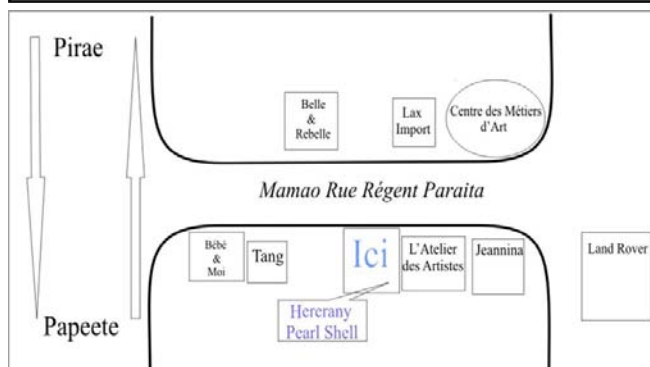 Pirae
Belle
&
Rebelle
Lax
Import
Centre des Métiers
d'Art
Mamao Rue Régent Paraita
Bébé
&
Moi
Tang
Ici
L'Atelier
des Artistes
Jeannina
Land Rover
Hererany
Pearl Shell
Papeete